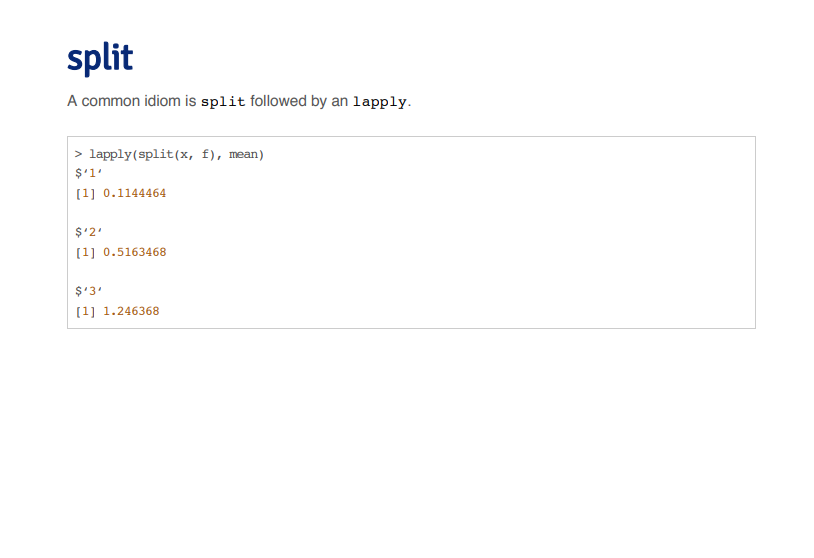 split
A common idiom is split followed by an lapply.
> lapply(split(x, f), mean)
$‘1‘
[1] 0.1144464
$‘2‘
[1] 0.5163468
$‘3‘
[1] 1.246368